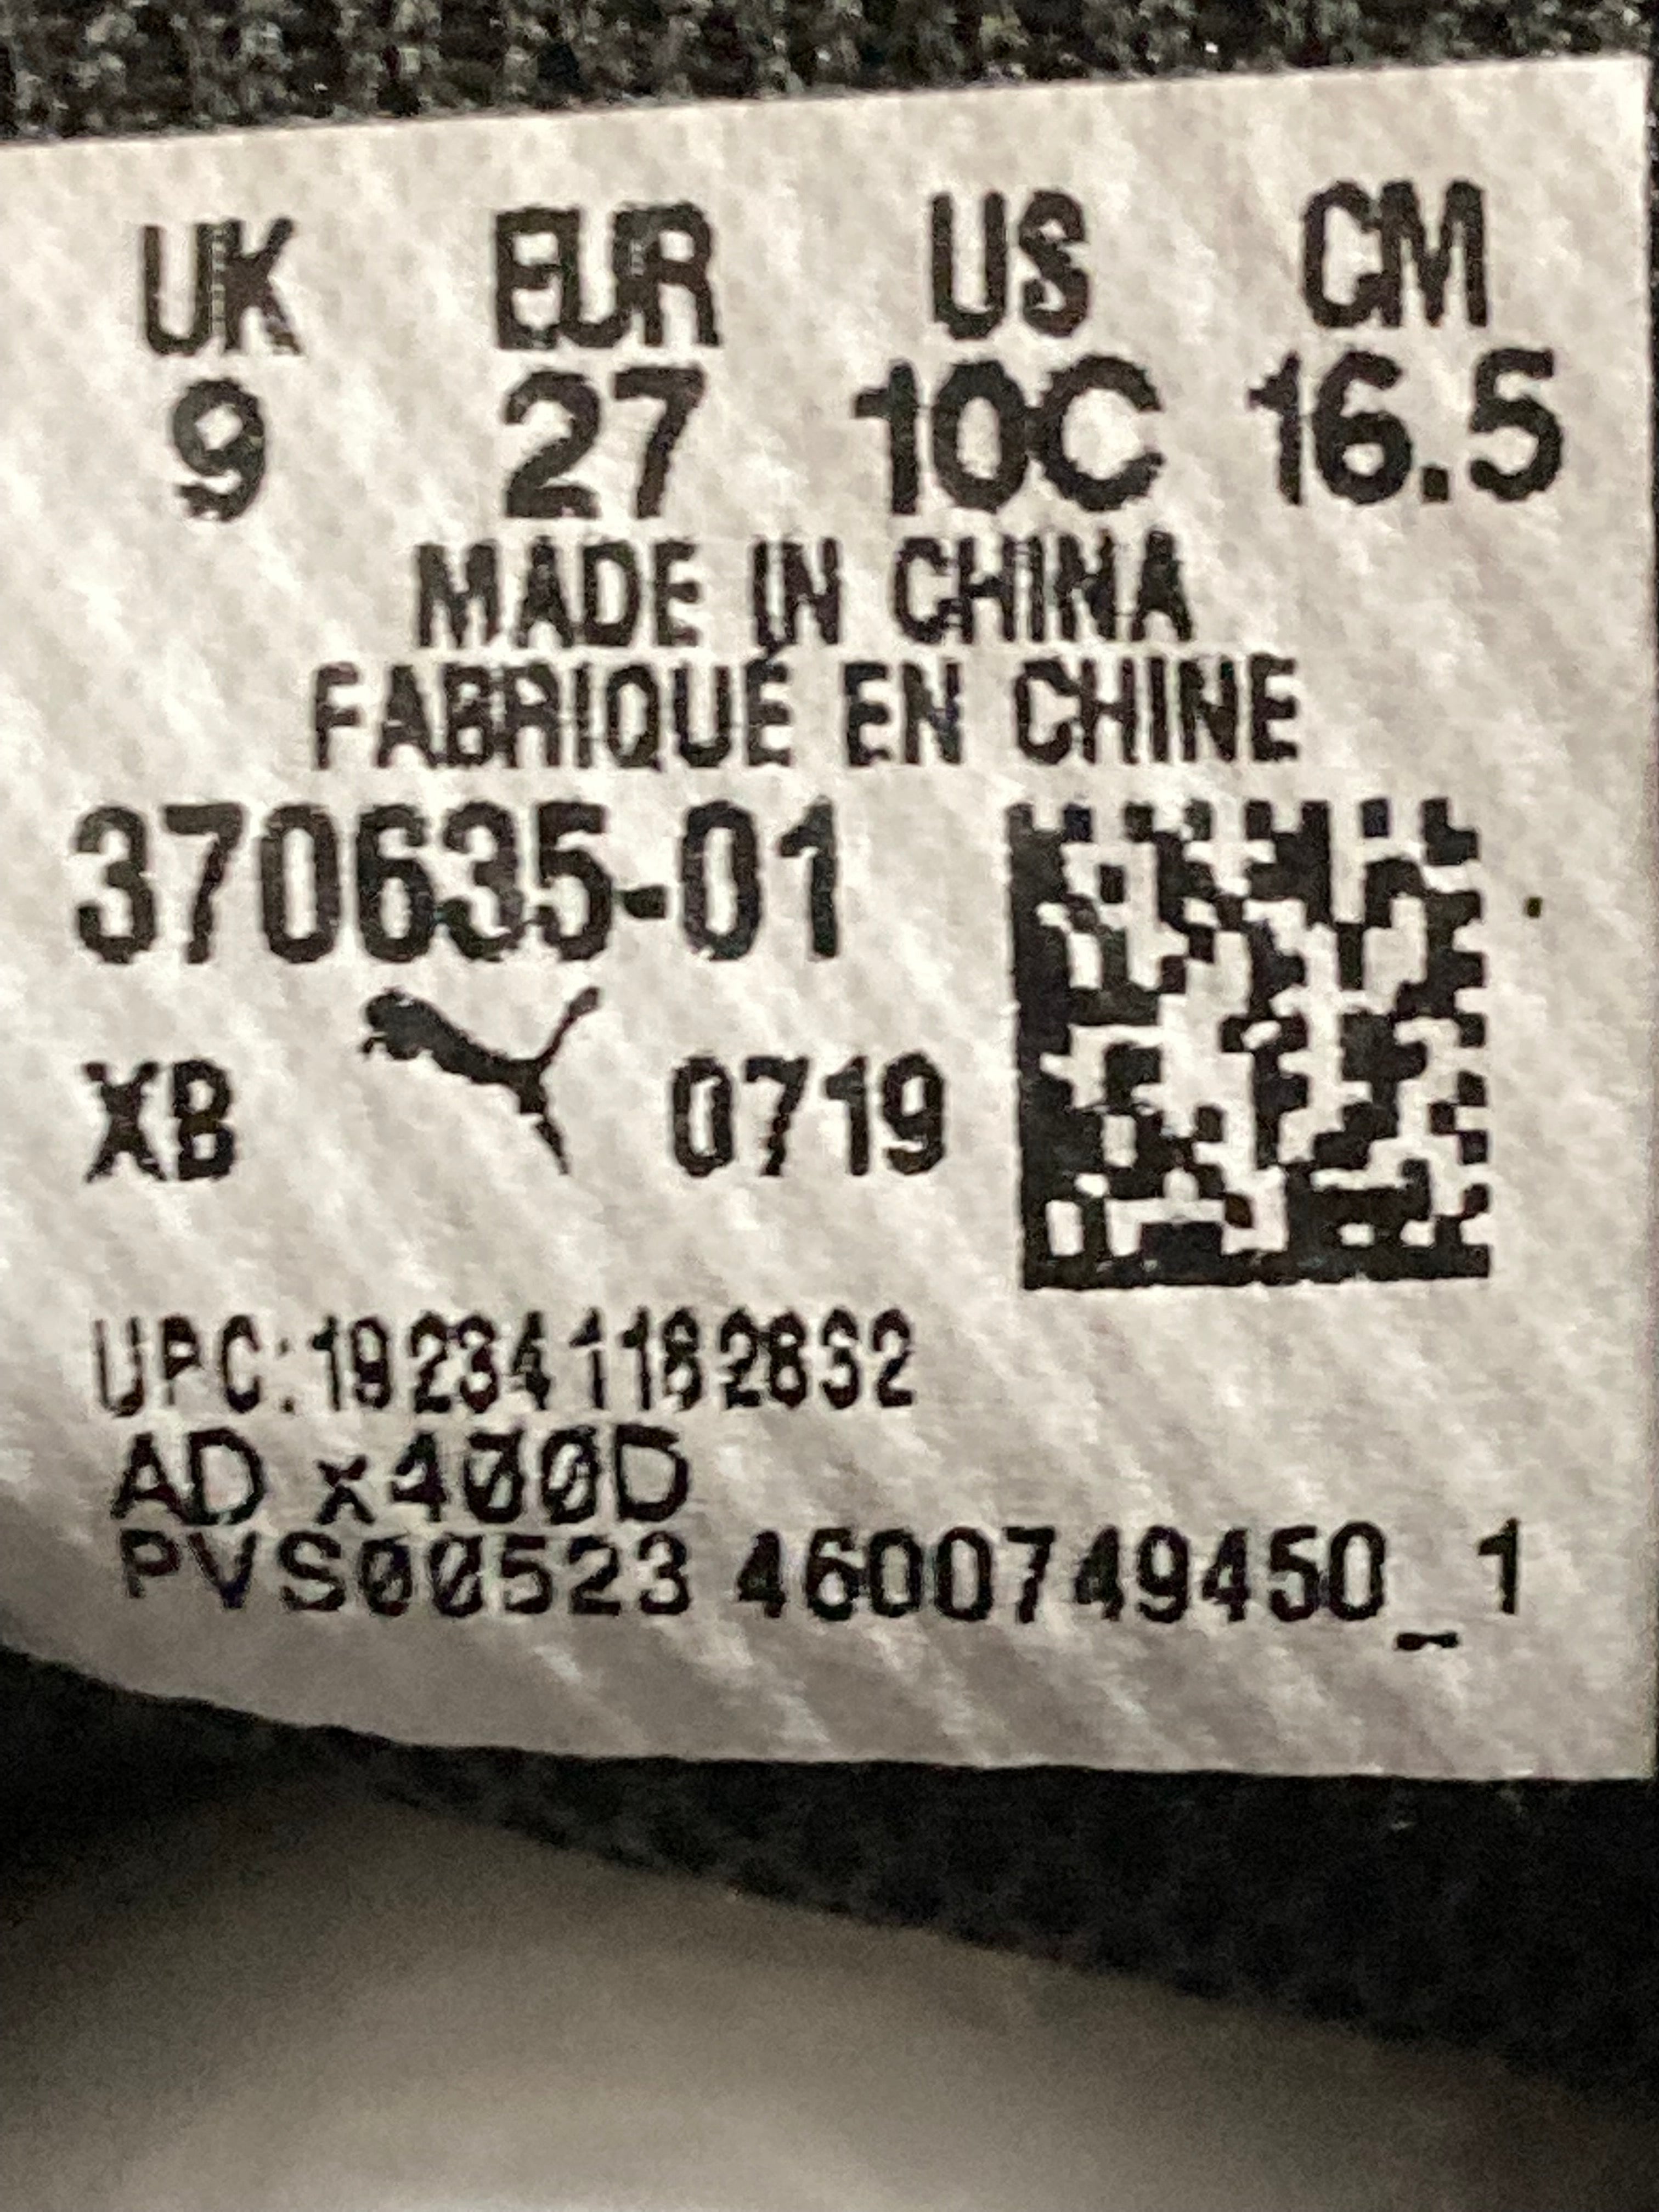 UK EUR US CM
9 27 10C 16.5
MADE IN CHINA
FABRIQUÉ EN CHINE
370635-01
XB 0719
UPC:192341182832
AD x400D
PVS00523 4600749450_1